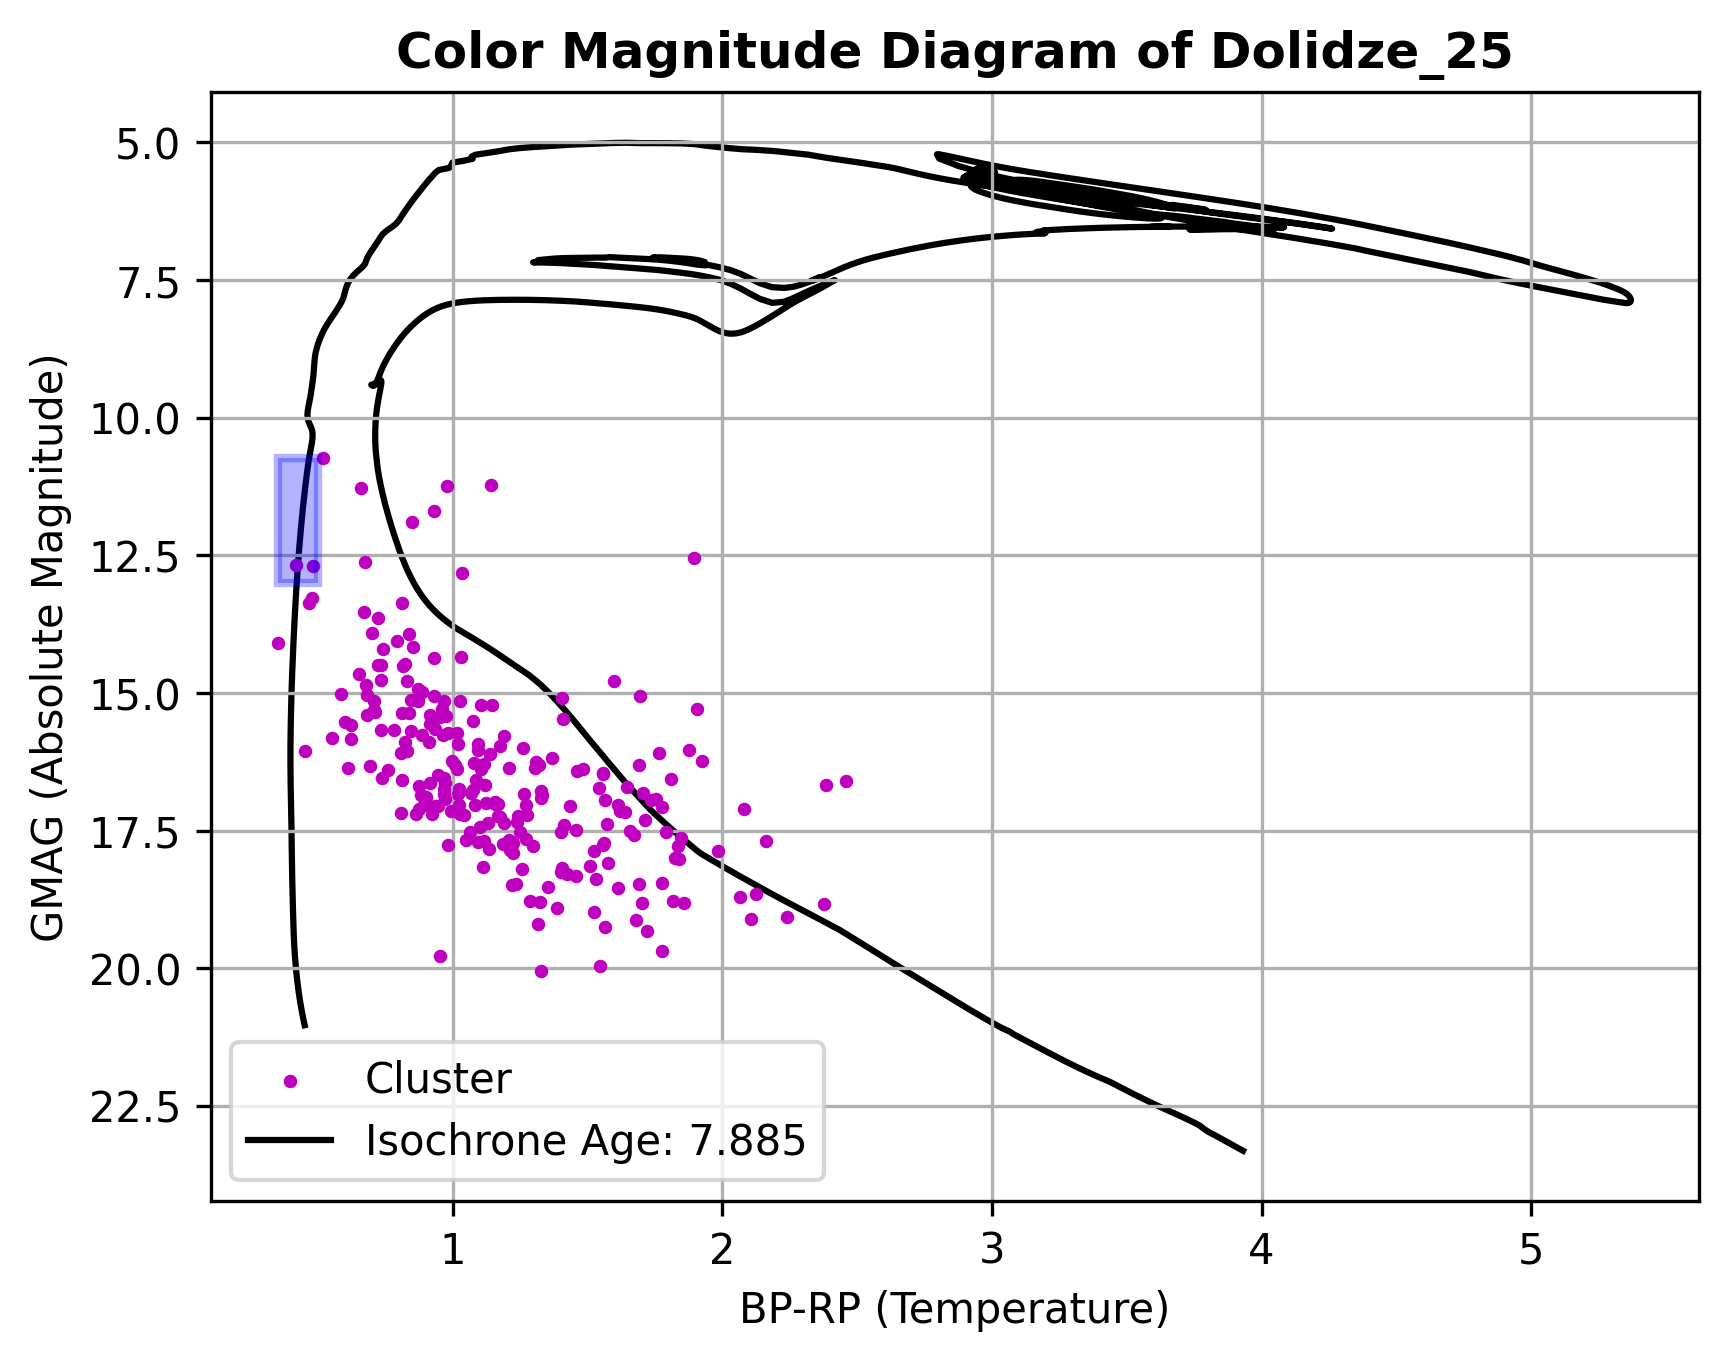 Color Magnitude Diagram of Dolidze_25
5.0
7.5
10.0
12.5
15.0
17.5
20.0
22.5
GMAG (Absolute Magnitude)
Cluster
Isochrone Age: 7.885
1 2 3 4 5
BP-RP (Temperature)